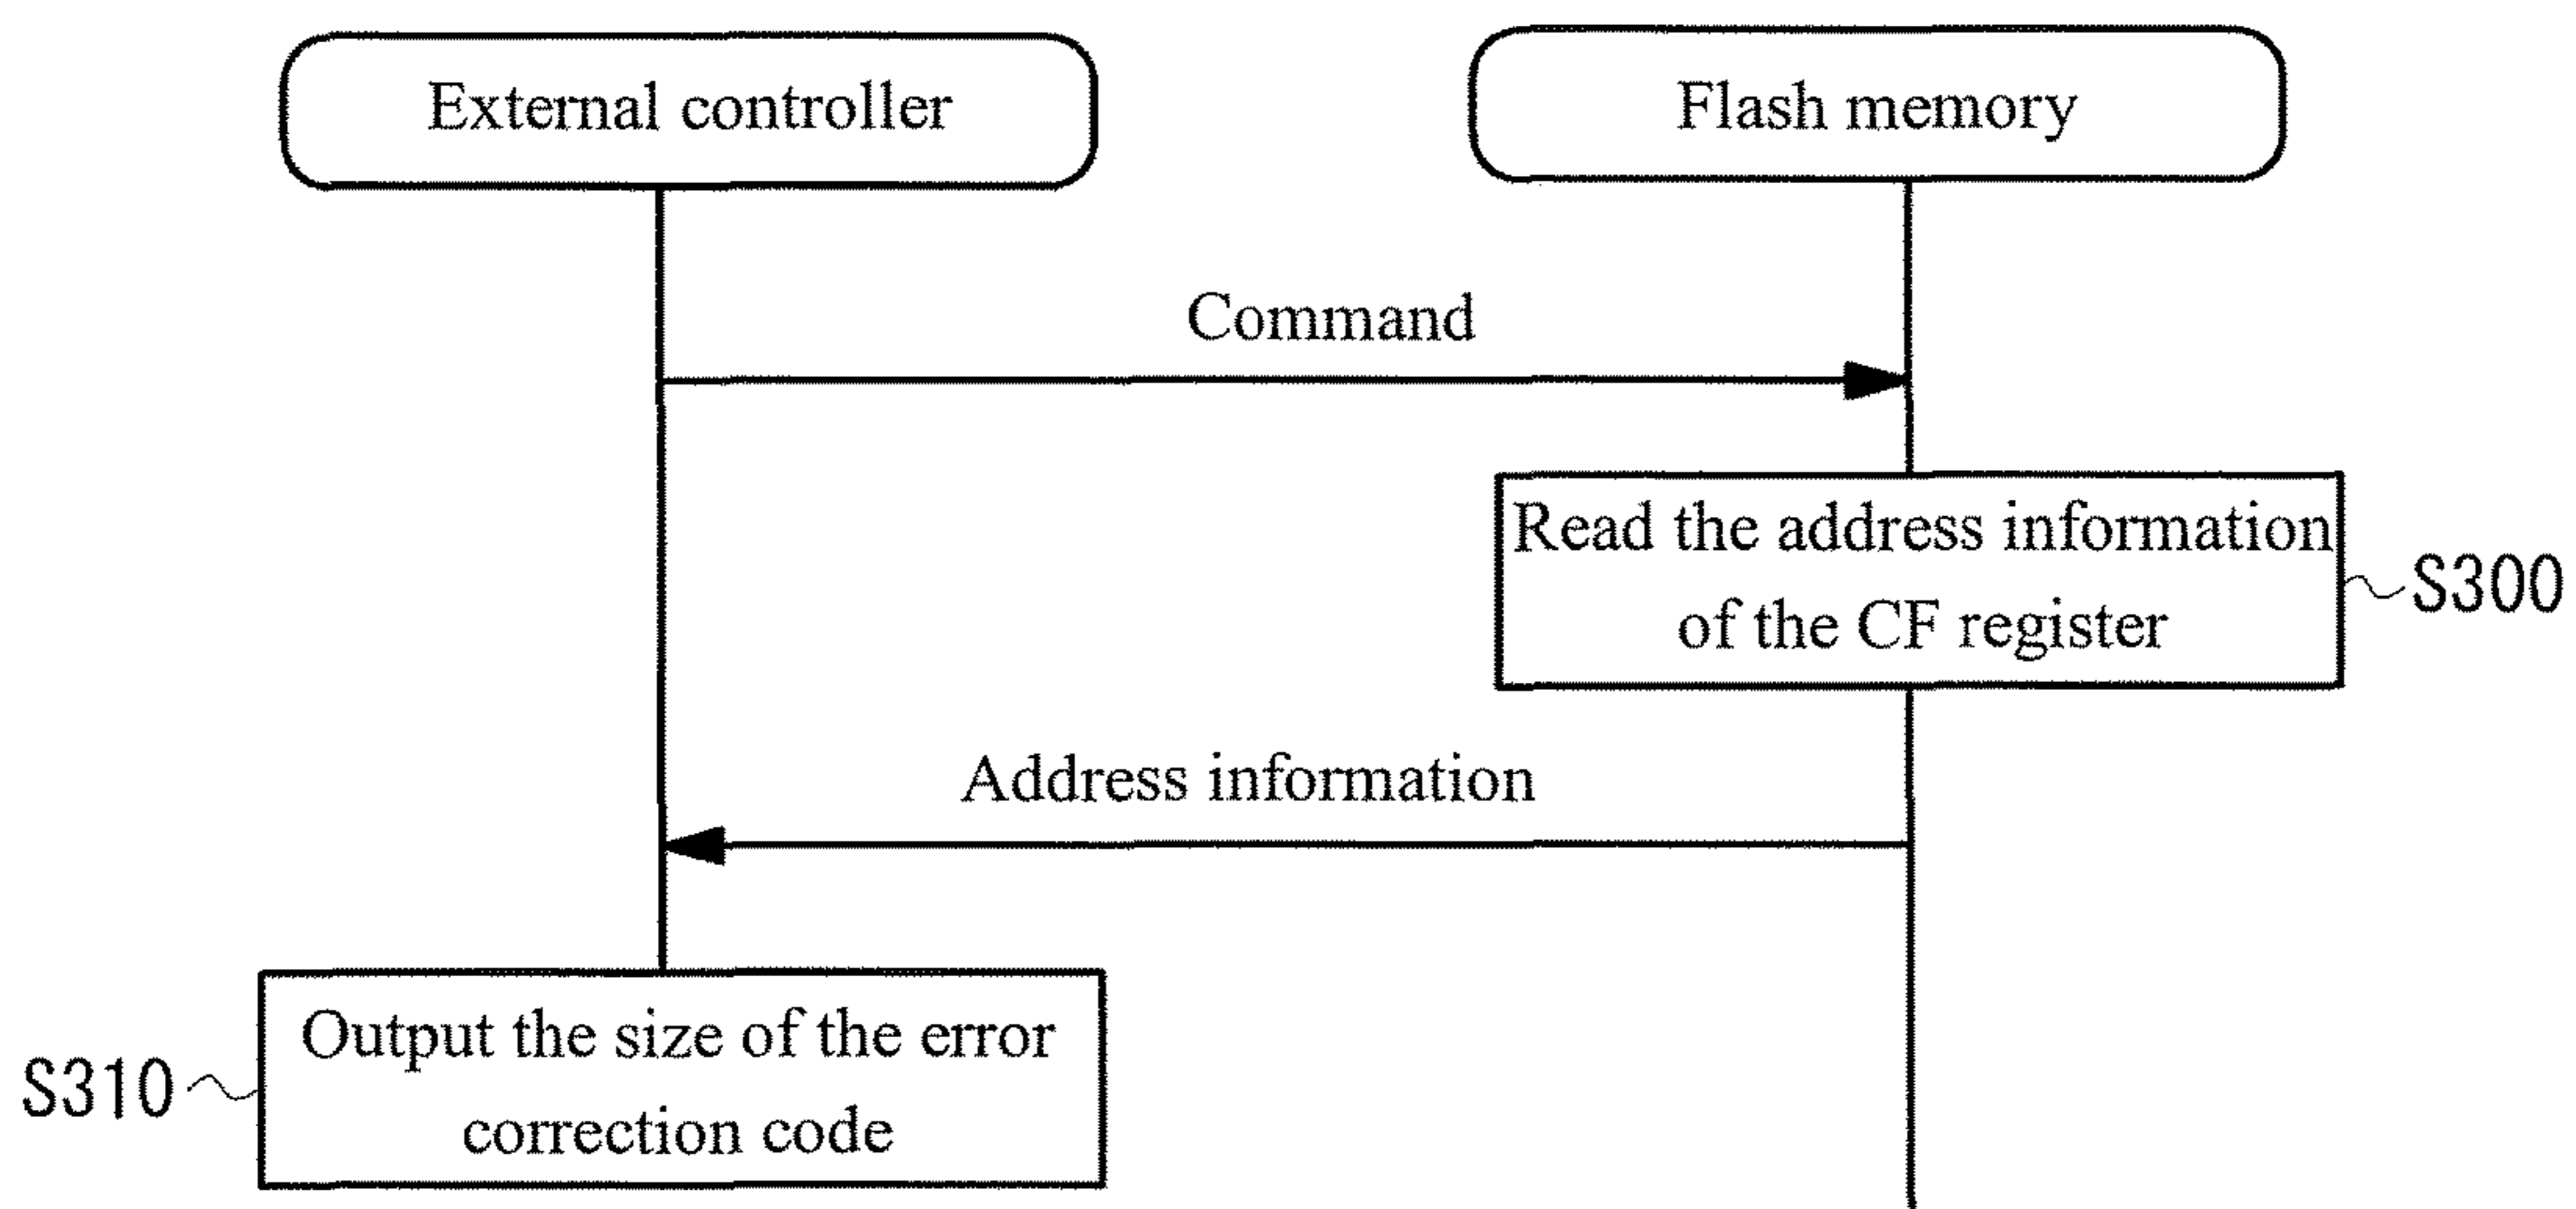 External controller
Flash memory
Command
Read the address information
of the CF register
S300
Address information
Output the size of the error
correction code
S310